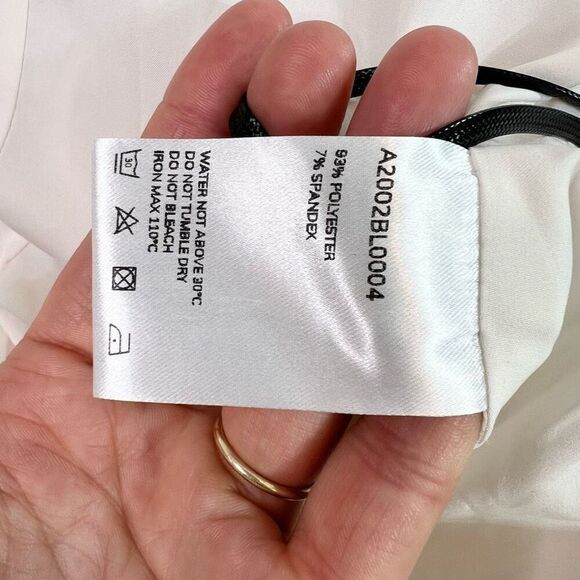 A2002BL0004
93% POLYESTER
7% SPANDEX
WATER NOT ABOVE 30°C
DO NOT TUMBLE DRY
DO NOT BLEACH
IRON MAX 110°C
30